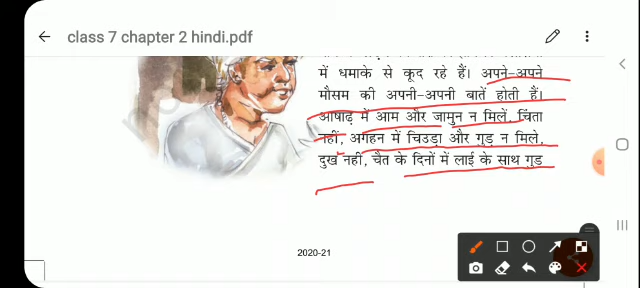 class 7 chapter 2 hindi.pdf
में धमाके से कूद रहे हैं। अपने-अपने
मौसम की अपनी-अपनी बातें होती हैं।
आषाढ़ में आम और जामुन न मिलें, चिंता
नहीं, अगहन में चिउड़ा और गुड़ न मिले,
दुख नहीं, चैत के दिनों में लाई के साथ गुड़
2020-21